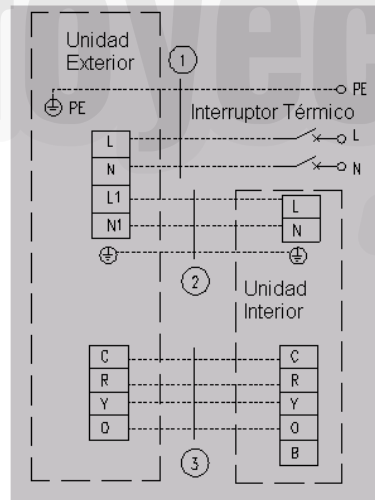 Unidad
Exterior
1
PE
PE
Interruptor Térmico
L
L
N
N
L1
L
N1
N
2
Unidad
Interior
C
C
R
R
Y
Y
O
O
B
3